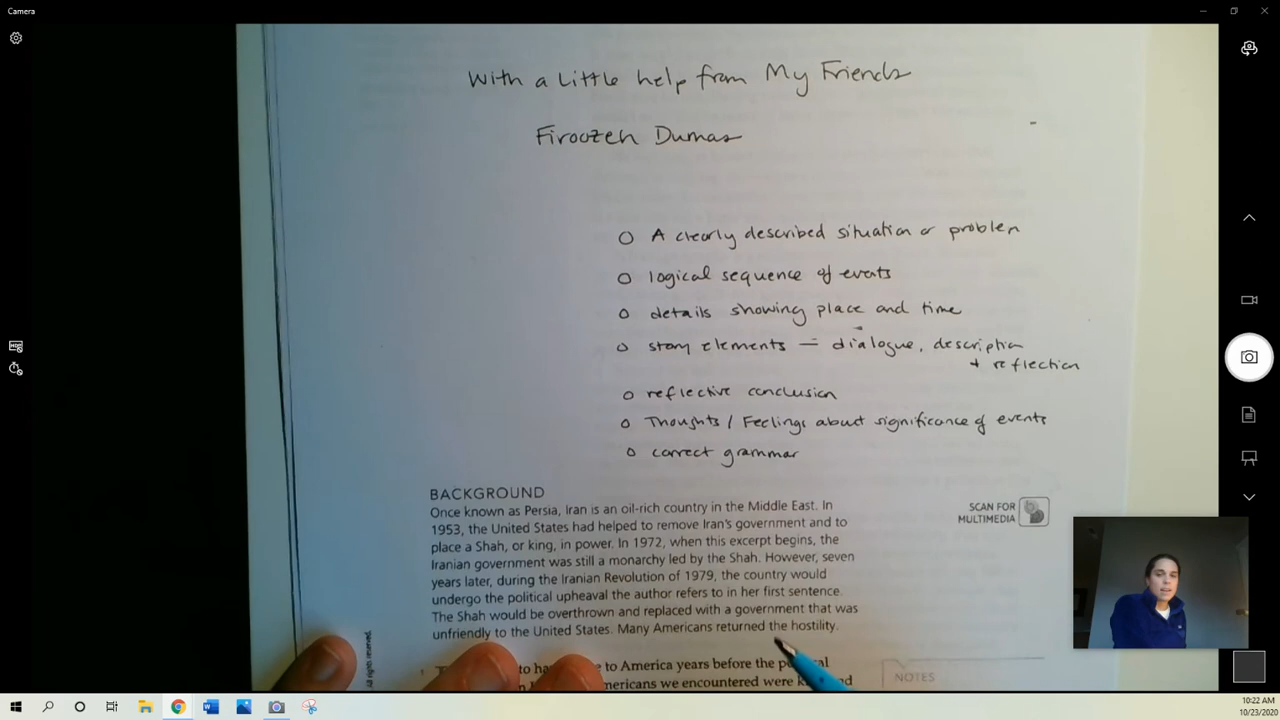 Camera
With a Little help from My Friends
Firoozeh Dumas
A clearly described situation or problem
logical sequence of events
details showing place and time
story elements = dialogue, description
+ reflection
reflective conclusion
Thoughts / Feelings about significance of events
correct grammar
BACKGROUND
Once known as Persia, Iran is an oil-rich country in the Middle East. In
1953, the United States had helped to remove Iran's government and to
place a Shah, or king, in power. In 1972, when this excerpt begins, the
Iranian government was still a monarchy led by the Shah. However, seven
years later, during the Iranian Revolution of 1979, the country would
undergo the political upheaval the author refers to in her first sentence.
The Shah would be overthrown and replaced with a government that was
unfriendly to the United States. Many Americans returned the hostility.
SCAN FOR
MULTIMEDIA
to America years before the
Americans we encountered were
NOTES
All rights reserved.
10:22 AM
10/23/2020